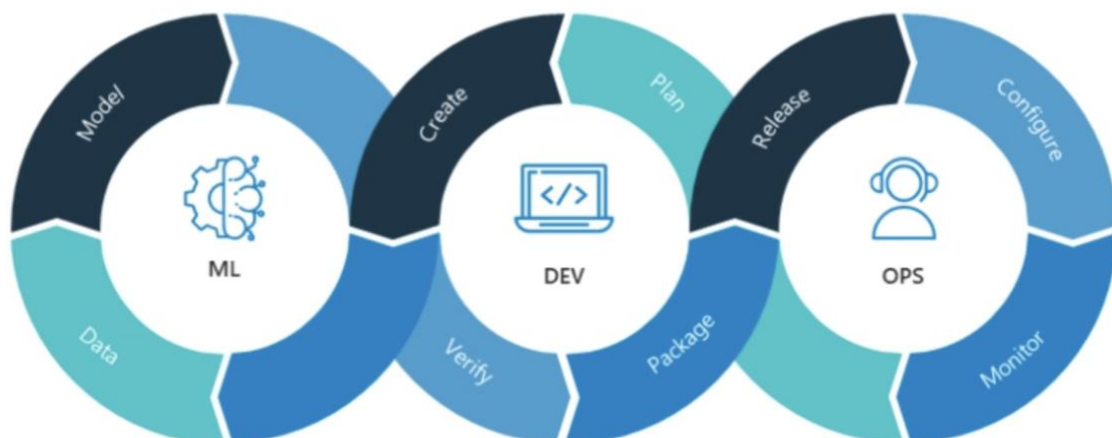 Model
Data
ML
Create
Plan
Verify
Package
DEV
Release
Configure
Monitor
OPS